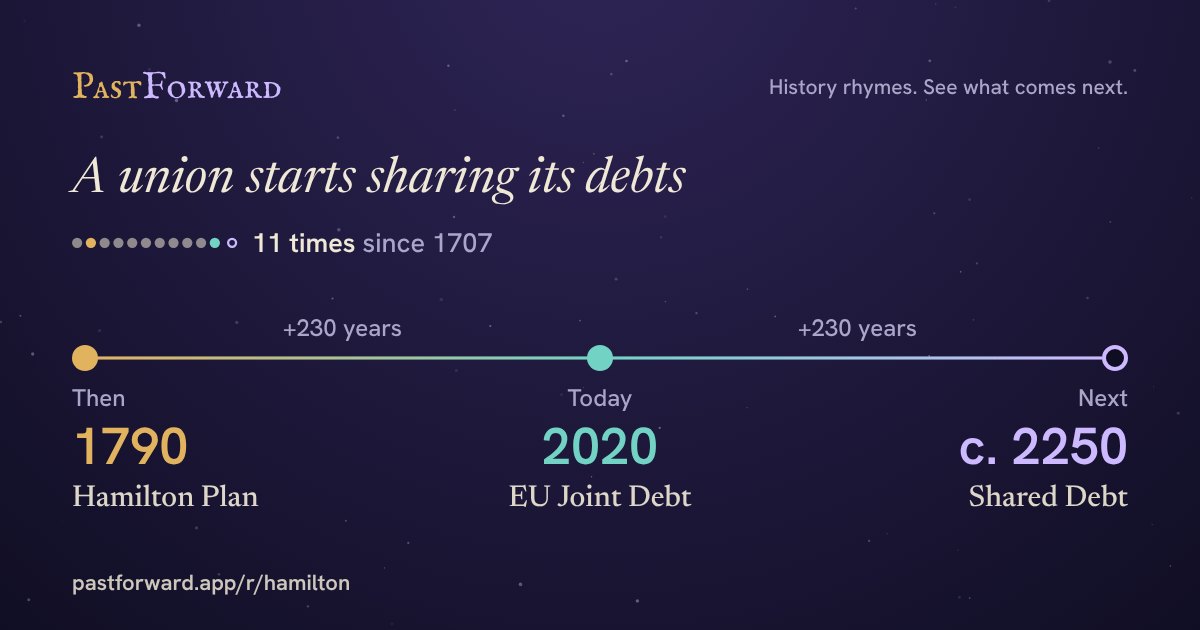 PastForward
History rhymes. See what comes next.
A union starts sharing its debts
11 times since 1707
+230 years
+230 years
Then
Today
Next
1790
2020
c. 2250
Hamilton Plan
EU Joint Debt
Shared Debt
pastforward.app/r/hamilton